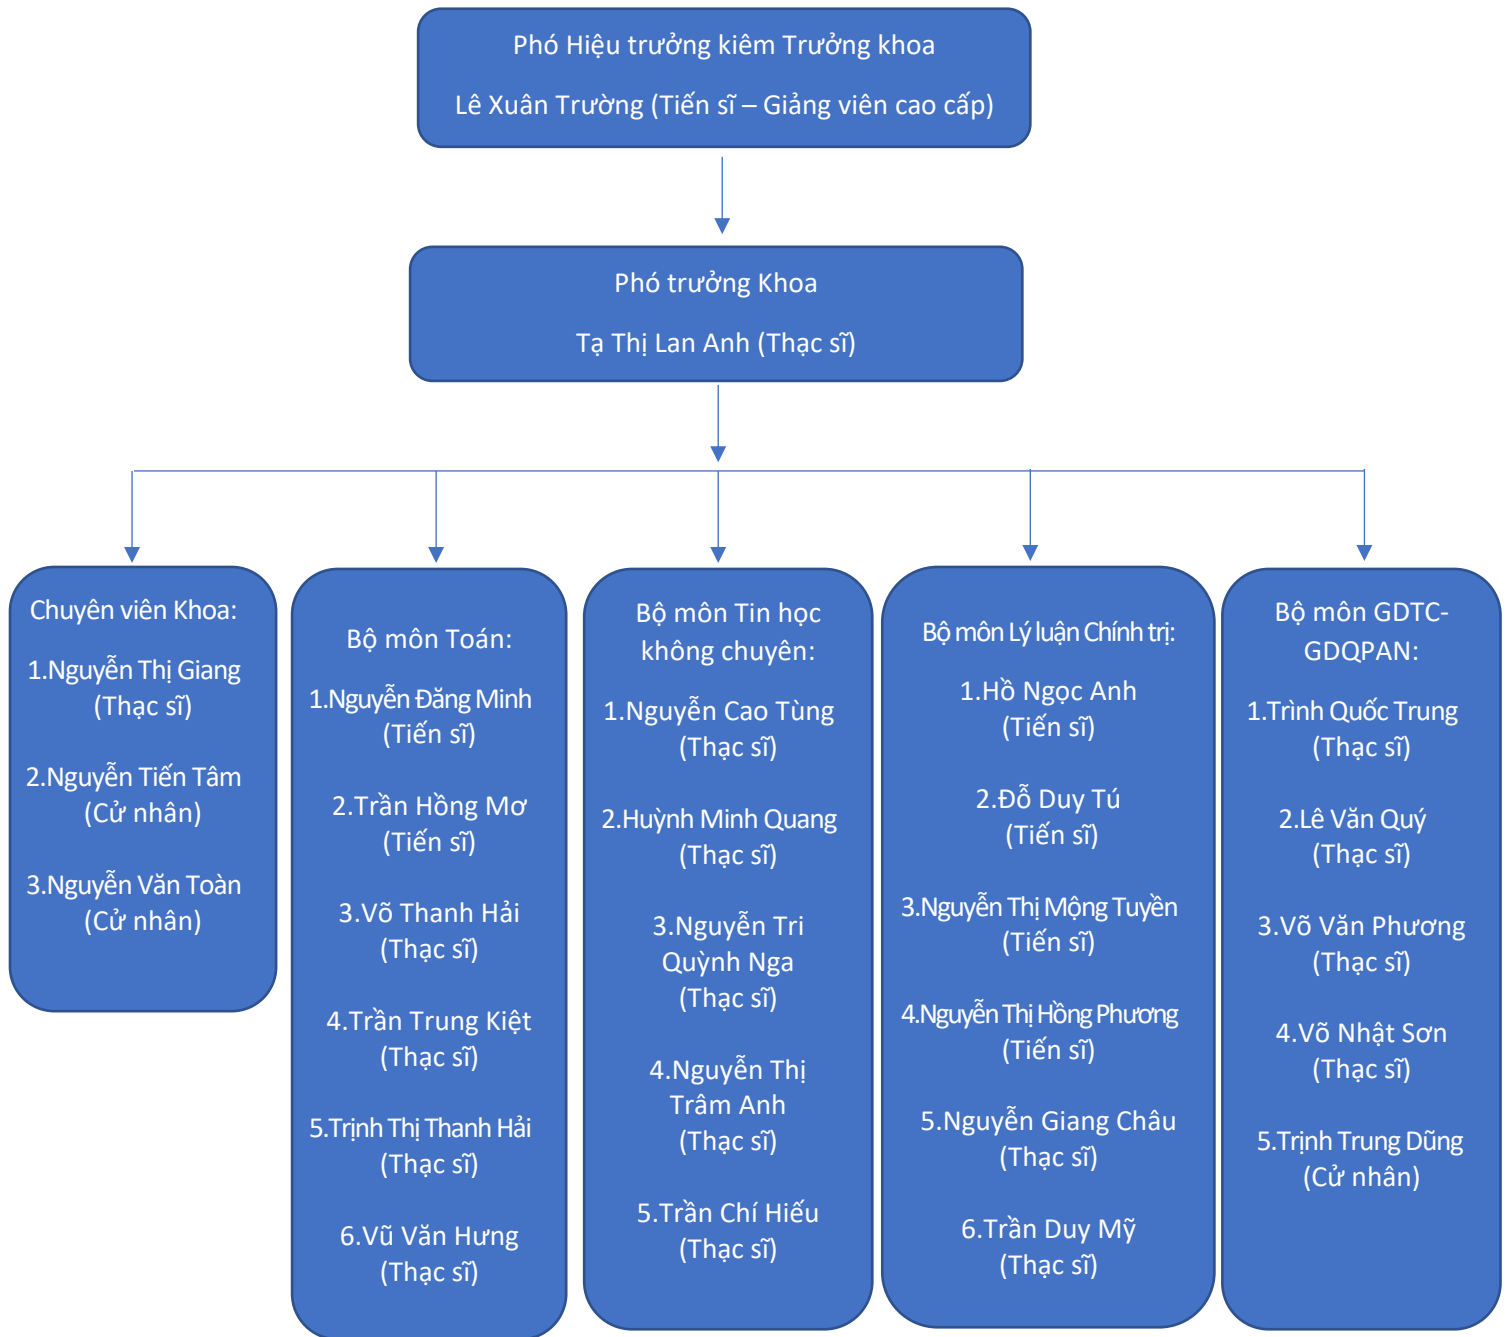 Phó Hiệu trưởng kiêm Trưởng khoa
Lê Xuân Trường (Tiến sĩ – Giảng viên cao cấp)
Phó trưởng Khoa
Tạ Thị Lan Anh (Thạc sĩ)
Chuyên viên Khoa:
1.Nguyễn Thị Giang
(Thạc sĩ)
2.Nguyễn Tiến Tâm
(Cử nhân)
3.Nguyễn Văn Toàn
(Cử nhân)
Bộ môn Toán:
1.Nguyễn Đăng Minh
(Tiến sĩ)
2.Trần Hồng Mơ
(Tiến sĩ)
3.Võ Thanh Hải
(Thạc sĩ)
4.Trần Trung Kiệt
(Thạc sĩ)
5.Trịnh Thị Thanh Hải
(Thạc sĩ)
6.Vũ Văn Hưng
(Thạc sĩ)
Bộ môn Tin học
không chuyên:
1.Nguyễn Cao Tùng
(Thạc sĩ)
2.Huỳnh Minh Quang
(Thạc sĩ)
3.Nguyễn Tri
Quỳnh Nga
(Thạc sĩ)
4.Nguyễn Thị
Trâm Anh
(Thạc sĩ)
5.Trần Chí Hiếu
(Thạc sĩ)
Bộ môn Lý luận Chính trị:
1.Hồ Ngọc Anh
(Tiến sĩ)
2.Đỗ Duy Tú
(Tiến sĩ)
3.Nguyễn Thị Mộng Tuyền
(Tiến sĩ)
4.Nguyễn Thị Hồng Phương
(Tiến sĩ)
5.Nguyễn Giang Châu
(Thạc sĩ)
6.Trần Duy Mỹ
(Thạc sĩ)
Bộ môn GDTC-
GDQPAN:
1.Trình Quốc Trung
(Thạc sĩ)
2.Lê Văn Quý
(Thạc sĩ)
3.Võ Văn Phương
(Thạc sĩ)
4.Võ Nhật Sơn
(Thạc sĩ)
5.Trịnh Trung Dũng
(Cử nhân)